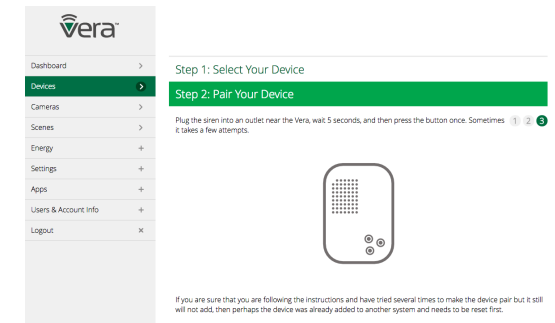 vera™
Dashboard
Devices
Cameras
Scenes
Energy
Settings
Apps
Users & Account Info
Logout
Step 1: Select Your Device
Step 2: Pair Your Device
Plug the siren into an outlet near the Vera, wait 5 seconds, and then press the button once. Sometimes
it takes a few attempts.
1 2 3
If you are sure that you are following the instructions and have tried several times to make the device pair but it still
will not add, then perhaps the device was already added to another system and needs to be reset first.